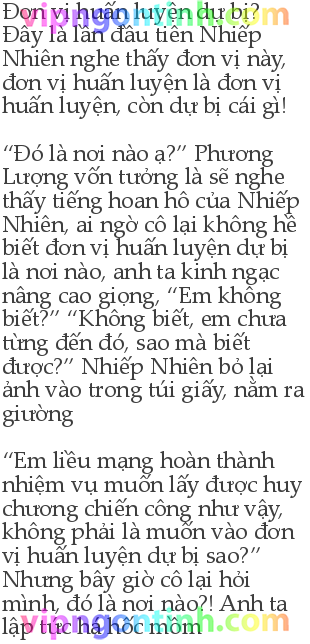 Đơn vị huấn luyện dự bị?
vipngontinh.com
Đây là lần đầu tiên Nhiếp
Nhiên nghe thấy đơn vị này,
đơn vị huấn luyện là đơn vị
huấn luyện, còn dự bị cái gì!
“Đó là nơi nào ạ?” Phương
Lượng vốn tưởng là sẽ nghe
thấy tiếng hoan hô của Nhiếp
Nhiên, ai ngờ cô lại không hề
biết đơn vị huấn luyện dự bị
là nơi nào, anh ta kinh ngạc
nâng cao giọng, “Em không
biết?” “Không biết, em chưa
từng đến đó, sao mà biết
được?” Nhiếp Nhiên bỏ lại
ảnh vào trong túi giấy, nằm ra
giường
“Em liều mạng hoàn thành
nhiệm vụ muốn lấy được huy
chương chiến công như vậy,
không phải là muốn vào đơn
vị huấn luyện dự bị sao?”
Nhưng bây giờ cô lại hỏi
mình, đó là nơi nào?! Anh ta
lập tức há hốc mồm
vipngontinh.com